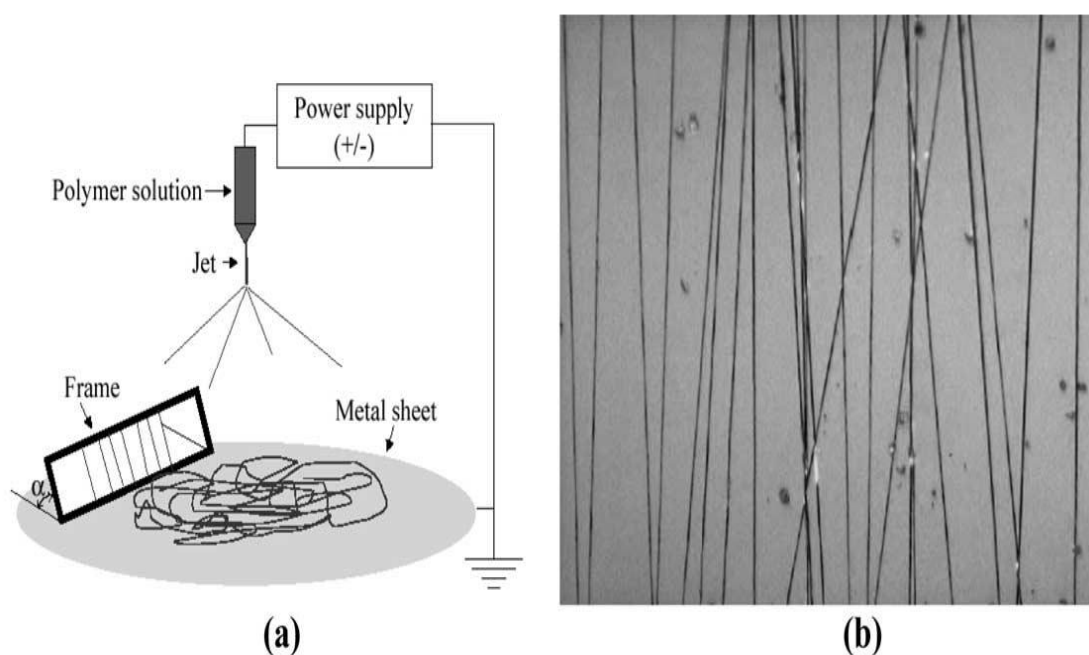 Power supply
(+/-)
Polymer solution
Jet
Frame
Metal sheet
α
(a)
(b)